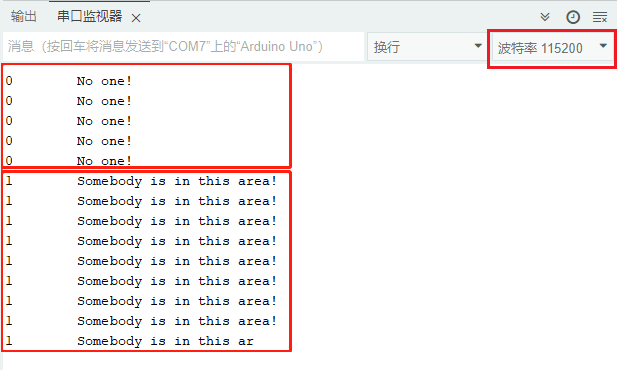 输出 串口监视器
消息（按回车将消息发送到“COM7”上的“Arduino Uno”） 换行 波特率 115200
0 No one!
0 No one!
0 No one!
0 No one!
0 No one!
1 Somebody is in this area!
1 Somebody is in this area!
1 Somebody is in this area!
1 Somebody is in this area!
1 Somebody is in this area!
1 Somebody is in this area!
1 Somebody is in this area!
1 Somebody is in this area!
1 Somebody is in this ar